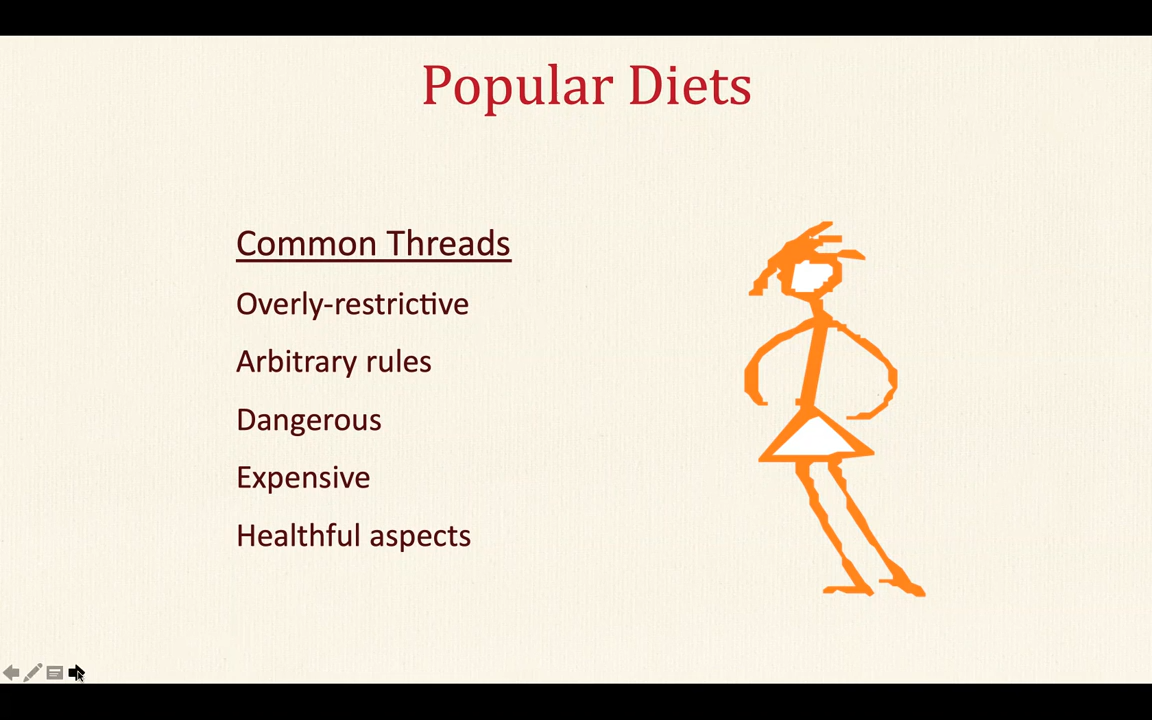 Popular Diets
Common Threads
Overly-restrictive
Arbitrary rules
Dangerous
Expensive
Healthful aspects